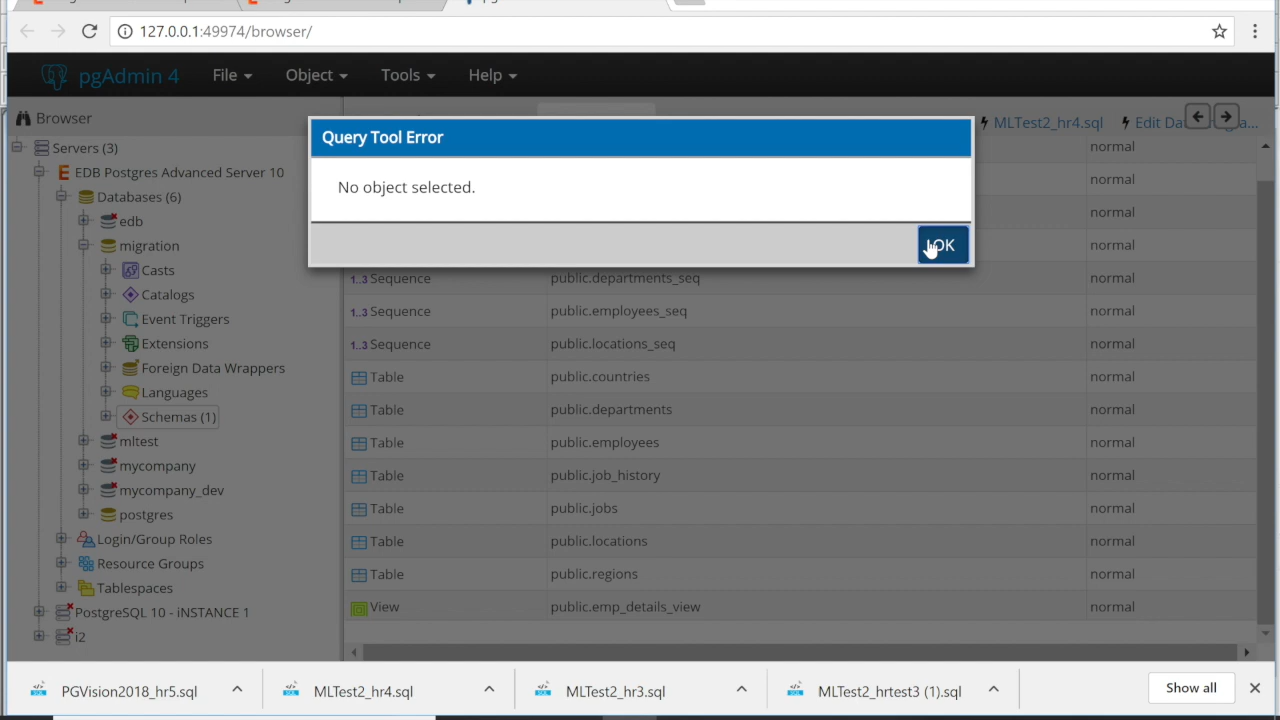 127.0.0.1:49974/browser/
pgAdmin 4
File
Object
Tools
Help
Browser
Query Tool Error
No object selected.
OK
MLTest2_hr4.sql
Edit Da
a...
Servers (3)
EDB Postgres Advanced Server 10
Databases (6)
edb
migration
Casts
Catalogs
Event Triggers
Extensions
Foreign Data Wrappers
Languages
Schemas (1)
mltest
mycompany
mycompany_dev
postgres
Login/Group Roles
Resource Groups
Tablespaces
PostgreSQL 10 - iNSTANCE 1
i2
normal
normal
normal
normal
1..3 Sequence public.departments_seq normal
1..3 Sequence public.employees_seq normal
1..3 Sequence public.locations_seq normal
Table public.countries normal
Table public.departments normal
Table public.employees normal
Table public.job_history normal
Table public.jobs normal
Table public.locations normal
Table public.regions normal
View public.emp_details_view normal
PGVision2018_hr5.sql
MLTest2_hr4.sql
MLTest2_hr3.sql
MLTest2_hrtest3 (1).sql
Show all